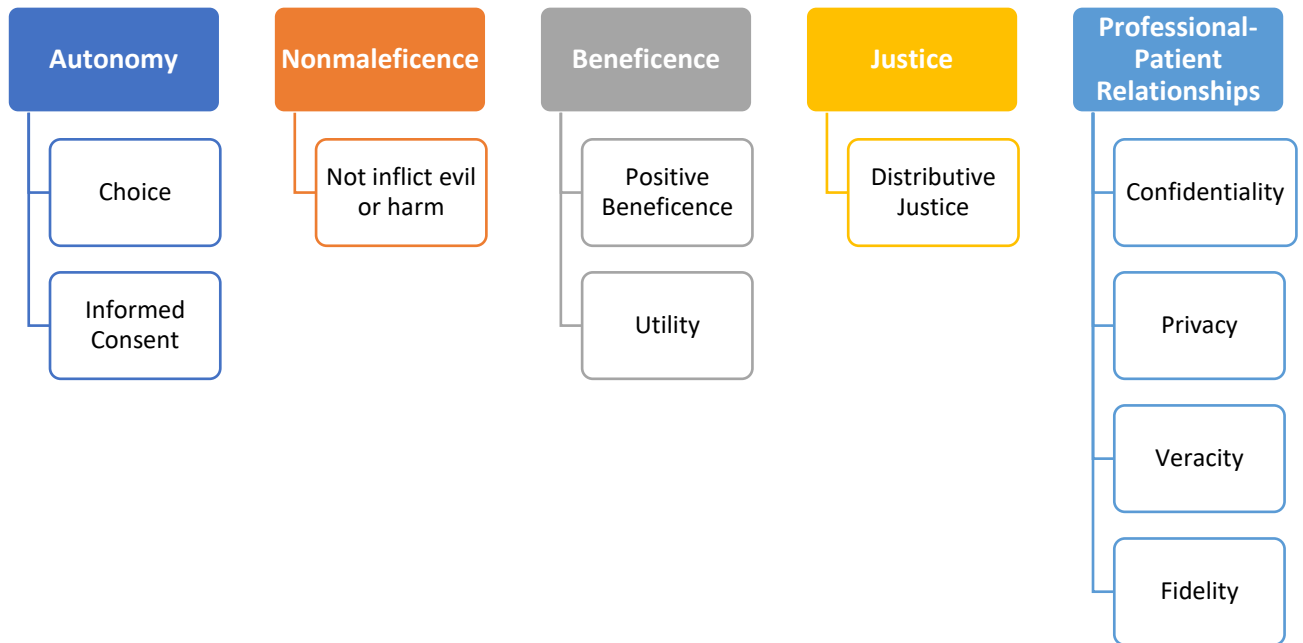 Autonomy
Choice
Informed
Consent
Nonmaleficence
Not inflict evil
or harm
Beneficence
Positive
Beneficence
Utility
Justice
Distributive
Justice
Professional-
Patient
Relationships
Confidentiality
Privacy
Veracity
Fidelity